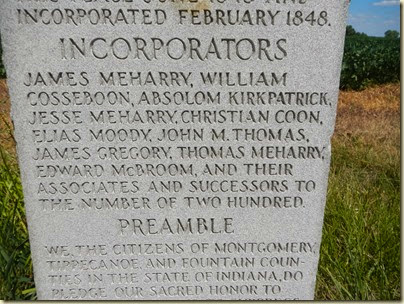 INCORPORATED FEBRUARY 1848.
INCORPORATORS
JAMES MEHARRY, WILLIAM
COSSEBOON, ABSOLOM KIRKPATRICK,
JESSE MEHARRY, CHRISTIAN COON,
ELIAS MOODY, JOHN M. THOMAS,
JAMES GREGORY, THOMAS MEHARRY,
EDWARD McBROOM, AND THEIR
ASSOCIATES AND SUCCESSORS TO
THE NUMBER OF TWO HUNDRED.
PREAMBLE
WE, THE CITIZENS OF MONTGOMERY,
TIPPECANOE AND FOUNTAIN COUN-
TIES IN THE STATE OF INDIANA, DO
PLEDGE OUR SACRED HONOR TO